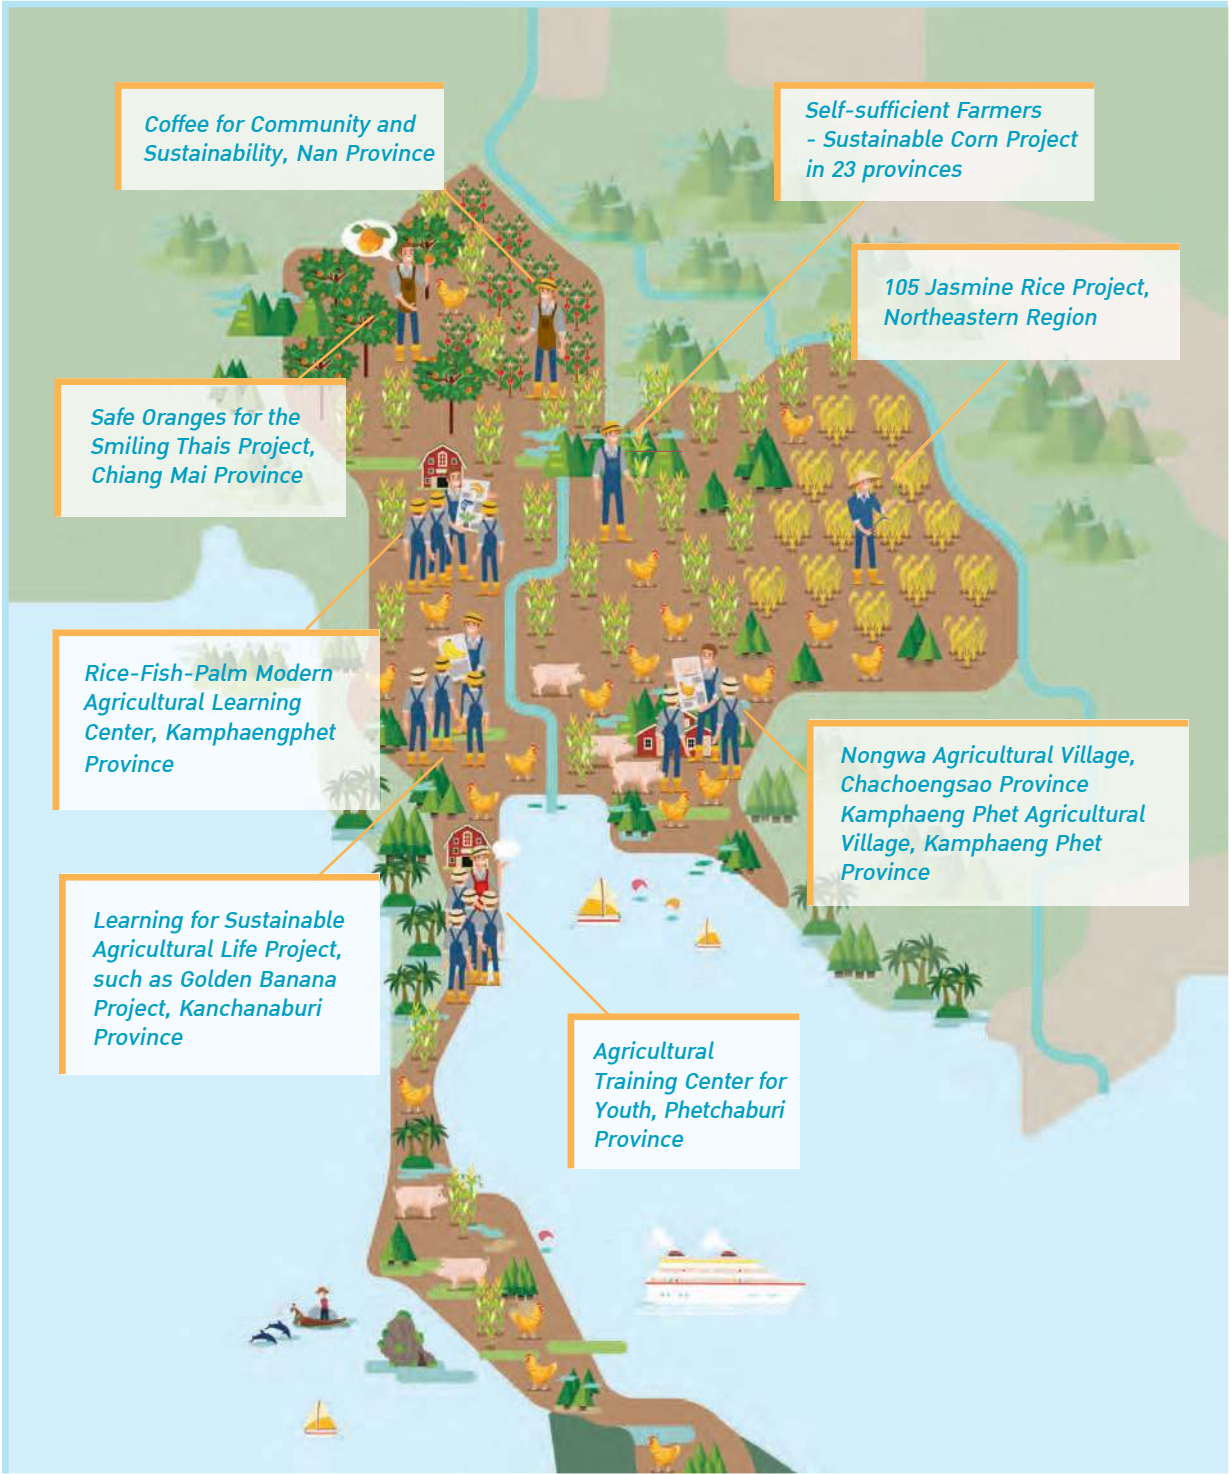 Coffee for Community and
Sustainability, Nan Province
Self-sufficient Farmers
- Sustainable Corn Project
in 23 provinces
105 Jasmine Rice Project,
Northeastern Region
Safe Oranges for the
Smiling Thais Project,
Chiang Mai Province
Rice-Fish-Palm Modern
Agricultural Learning
Center, Kamphaengphet
Province
Nongwa Agricultural Village,
Chachoengsao Province
Kamphaeng Phet Agricultural
Village, Kamphaeng Phet
Province
Learning for Sustainable
Agricultural Life Project,
such as Golden Banana
Project, Kanchanaburi
Province
Agricultural
Training Center for
Youth, Phetchaburi
Province